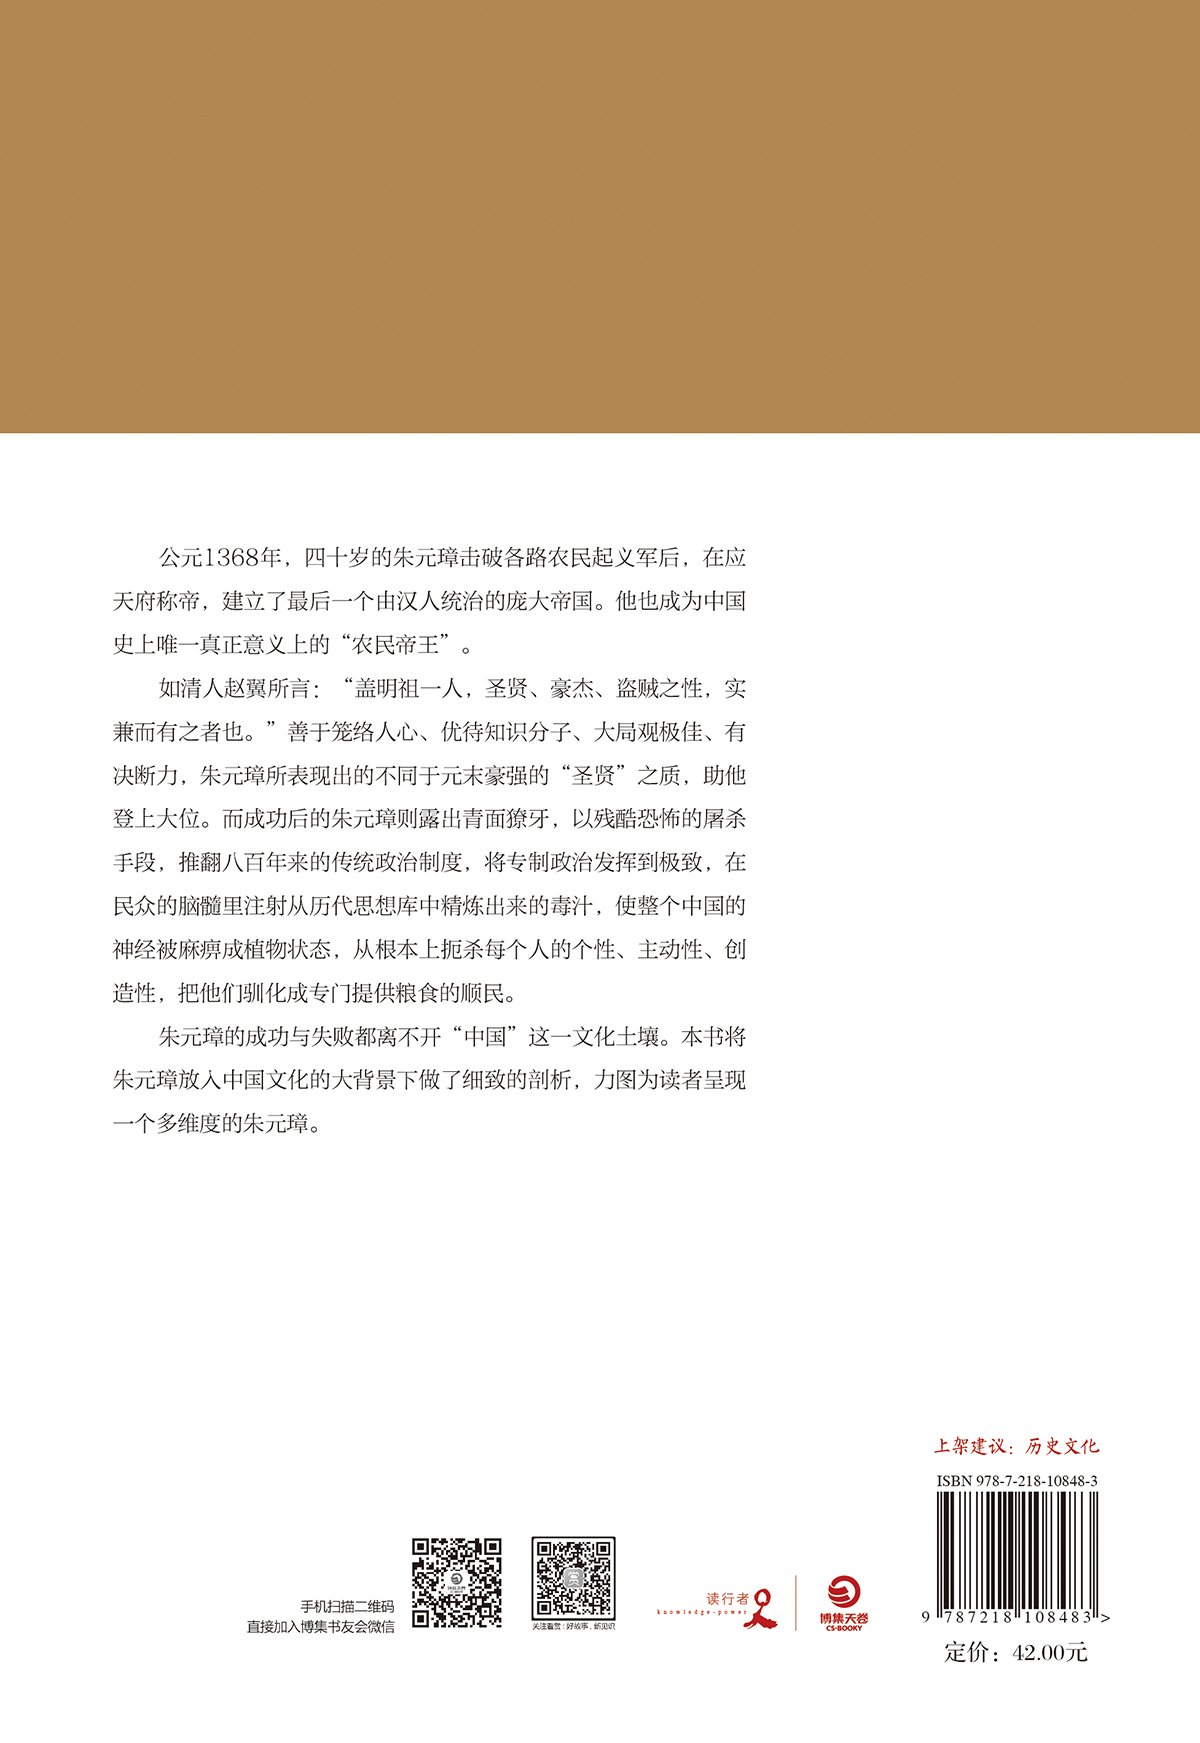 公元1368年，四十岁的朱元璋击破各路农民起义军后，在应
天府称帝，建立了最后一个由汉人统治的庞大帝国。他也成为中国
史上唯一真正意义上的“农民帝王”。
如清人赵翼所言：“盖明祖一人，圣贤、豪杰、盗贼之性，实
兼而有之者也。”善于笼络人心、优待知识分子、大局观极佳、有
决断力，朱元璋所表现出的不同于元末豪强的“圣贤”之质，助他
登上大位。而成功后的朱元璋则露出青面獠牙，以残酷恐怖的屠杀
手段，推翻八百年来的传统政治制度，将专制政治发挥到极致，在
民众的脑髓里注射从历代思想库中精炼出来的毒汁，使整个中国的
神经被麻痹成植物状态，从根本上扼杀每个人的个性、主动性、创
造性，把他们驯化成专门提供粮食的顺民。
朱元璋的成功与失败都离不开“中国”这一文化土壤。本书将
朱元璋放入中国文化的大背景下做了细致的剖析，力图为读者呈现
一个多维度的朱元璋。
上架建议：历史文化
ISBN 978-7-218-10848-3
9 787218 108483>
定价：42.00元
手机扫描二维码
直接加入博集书友会微信
博集天卷
CS-BOOKY
关注看赏：好故事，新见识
读行者
knowledge-power
博集天卷
CS-BOOKY